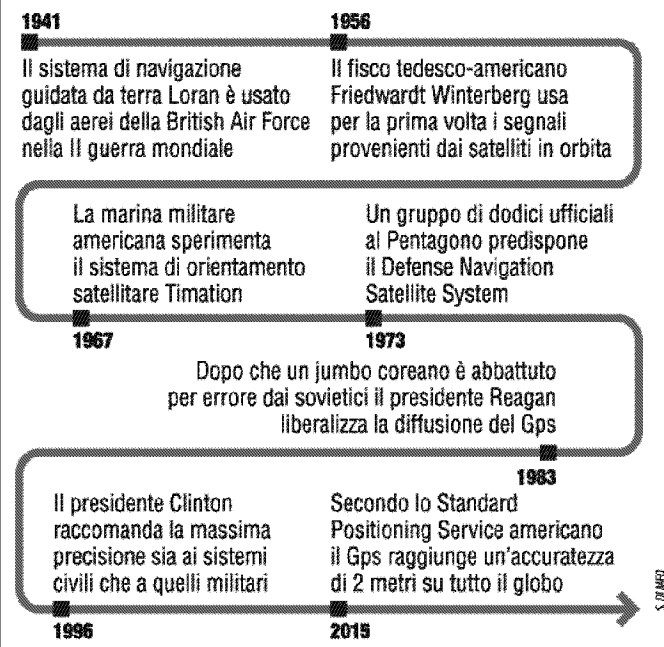 1941
Il sistema di navigazione
guidata da terra Loran è usato
dagli aerei della British Air Force
nella II guerra mondiale
1956
Il fisco tedesco-americano
Friedwardt Winterberg usa
per la prima volta i segnali
provenienti dai satelliti in orbita
La marina militare
americana sperimenta
il sistema di orientamento
satellitare Timation
1967
Un gruppo di dodici ufficiali
al Pentagono predispone
il Defense Navigation
Satellite System
1973
Dopo che un jumbo coreano è abbattuto
per errore dai sovietici il presidente Reagan
liberalizza la diffusione del Gps
1983
Il presidente Clinton
raccomanda la massima
precisione sia ai sistemi
civili che a quelli militari
1996
Secondo lo Standard
Positioning Service americano
il Gps raggiunge un'accuratezza
di 2 metri su tutto il globo
2015